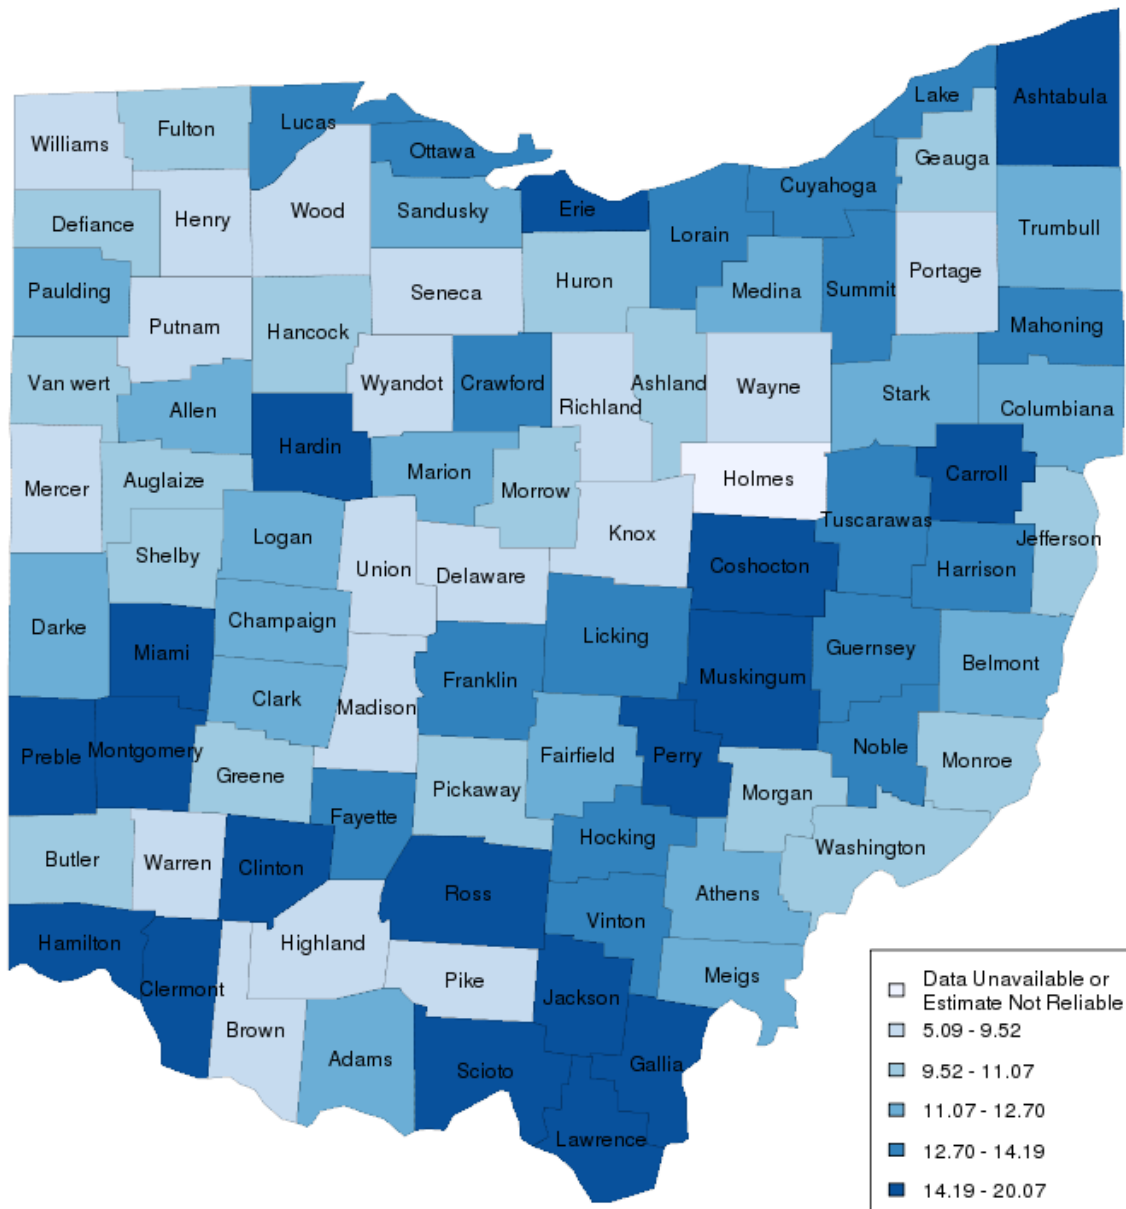 Ashtabula
Lake
Lucas
Fulton
Williams
Ottawa
Geauga
Cuyahoga
Erie
Wood
Sandusky
Henry
Defiance
Trumbull
Lorain
Portage
Huron
Medina
Summit
Paulding
Seneca
Putnam
Mahoning
Hancock
Van wert
Wyandot
Crawford
Ashland
Wayne
Stark
Richland
Columbiana
Allen
Hardin
Marion
Carroll
Holmes
Auglaize
Mercer
Morrow
Tuscarawas
Knox
Logan
Jefferson
Shelby
Union
Delaware
Coshocton
Harrison
Champaign
Darke
Licking
Guernsey
Miami
Belmont
Muskingum
Franklin
Clark
Madison
Noble
Montgomery
Preble
Fairfield
Perry
Monroe
Greene
Pickaway
Morgan
Fayette
Hocking
Washington
Butler
Warren
Clinton
Ross
Athens
Vinton
Hamilton
Highland
Meigs
Pike
Clermont
Jackson
Brown
Adams
Gallia
Scioto
Lawrence
Data Unavailable or
Estimate Not Reliable
5.09 - 9.52
9.52 - 11.07
11.07 - 12.70
12.70 - 14.19
14.19 - 20.07